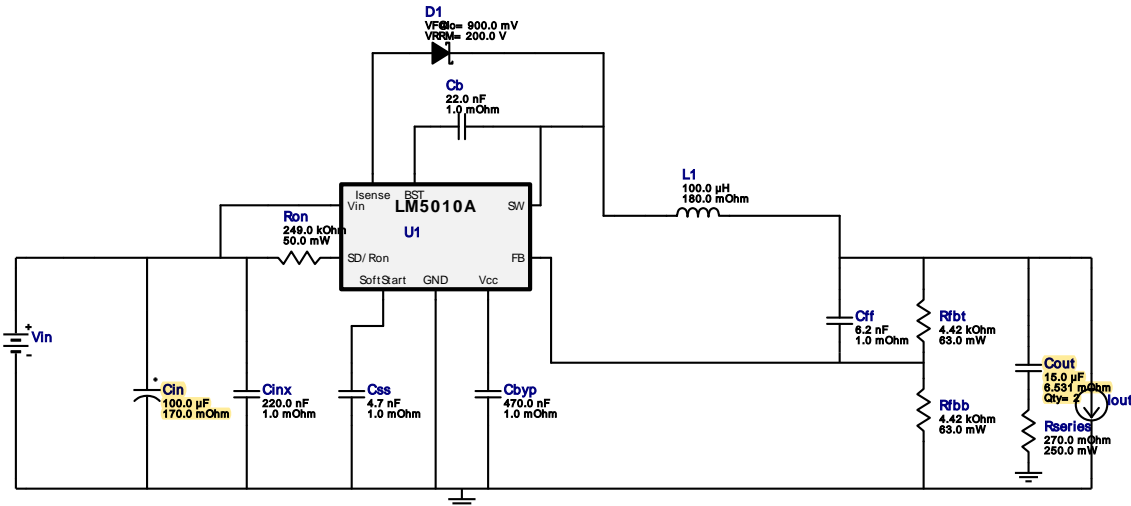 D1
VF@Io= 900.0 mV
VRRM= 200.0 V
Cb
22.0 nF
1.0 mOhm
L1
100.0 µH
180.0 mOhm
Isense BST
Vin LM5010A SW
U1
SD/ Ron FB
SoftStart GND Vcc
Ron
249.0 kOhm
50.0 mW
Vin
+
-
Cin
100.0 µF
170.0 mOhm
Cinx
220.0 nF
1.0 mOhm
Css
4.7 nF
1.0 mOhm
Cbyp
470.0 nF
1.0 mOhm
Cff
6.2 nF
1.0 mOhm
Rfbt
4.42 kOhm
63.0 mW
Rfbb
4.42 kOhm
63.0 mW
Cout
15.0 µF
6.531 mOhm
Qty= 2
Iout
Rseries
270.0 mOhm
250.0 mW